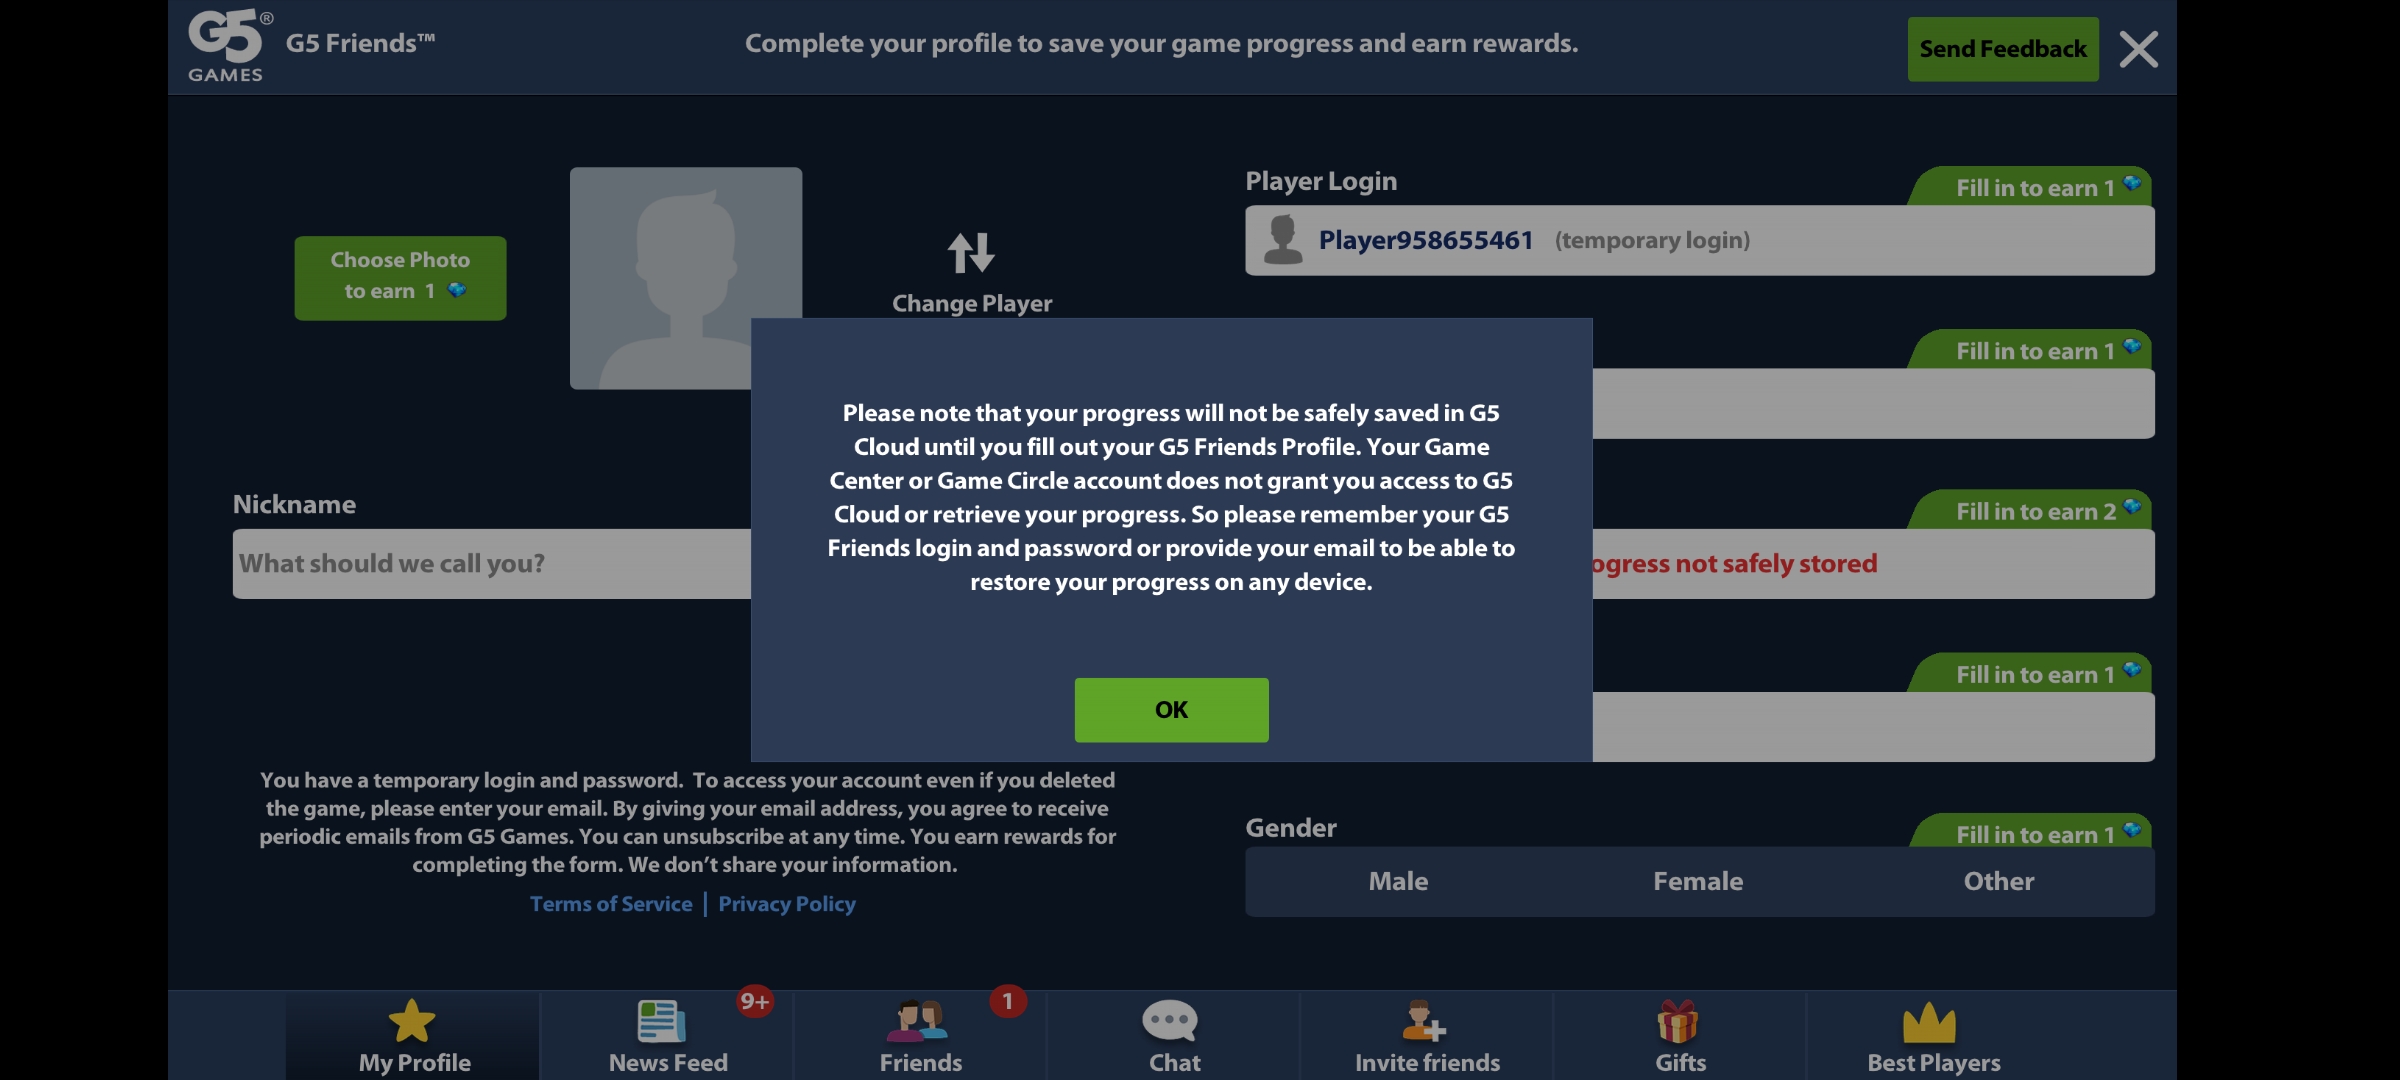 G5®
GAMES
G5 Friends™
Complete your profile to save your game progress and earn rewards.
Send Feedback
Choose Photo
to earn 1
Change Player
Player Login
Fill in to earn 1
Player958655461 (temporary login)
Fill in to earn 1
Please note that your progress will not be safely saved in G5
Cloud until you fill out your G5 Friends Profile. Your Game
Center or Game Circle account does not grant you access to G5
Cloud or retrieve your progress. So please remember your G5
Friends login and password or provide your email to be able to
restore your progress on any device.
OK
Nickname
What should we call you?
Fill in to earn 2
ogress not safely stored
Fill in to earn 1
You have a temporary login and password. To access your account even if you deleted
the game, please enter your email. By giving your email address, you agree to receive
periodic emails from G5 Games. You can unsubscribe at any time. You earn rewards for
completing the form. We don't share your information.
Terms of Service | Privacy Policy
Gender
Fill in to earn 1
Male Female Other
9+
1
My Profile News Feed Friends Chat Invite friends Gifts Best Players